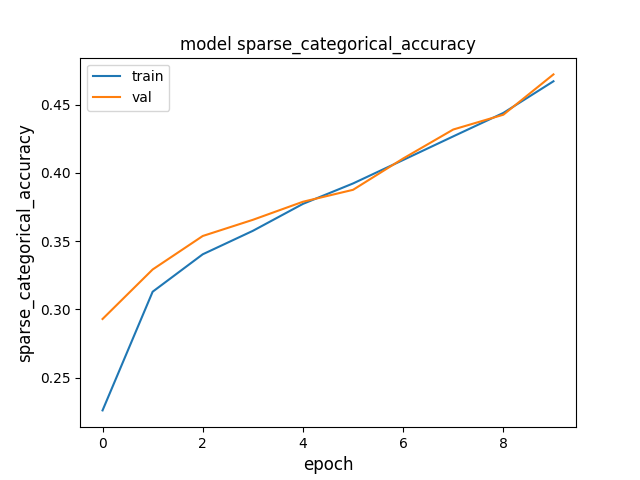 model sparse_categorical_accuracy
train
val
sparse_categorical_accuracy
0.45
0.40
0.35
0.30
0.25
0
2
4
6
8
epoch